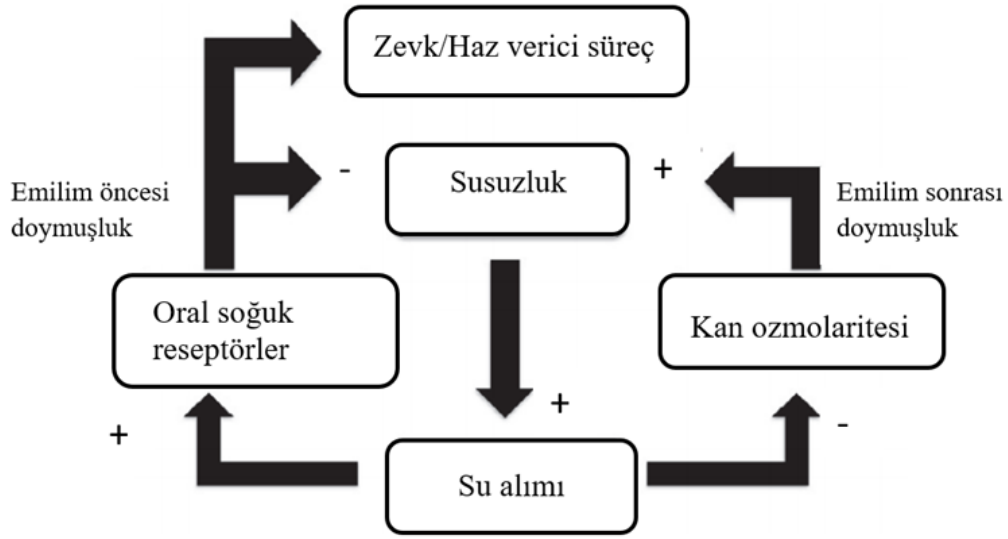 Zevk/Haz verici süreç
-
Susuzluk
+
Emilim öncesi
doymuşluk
Emilim sonrası
doymuşluk
Oral soğuk
reseptörler
Kan ozmolaritesi
+
+
-
Su alımı